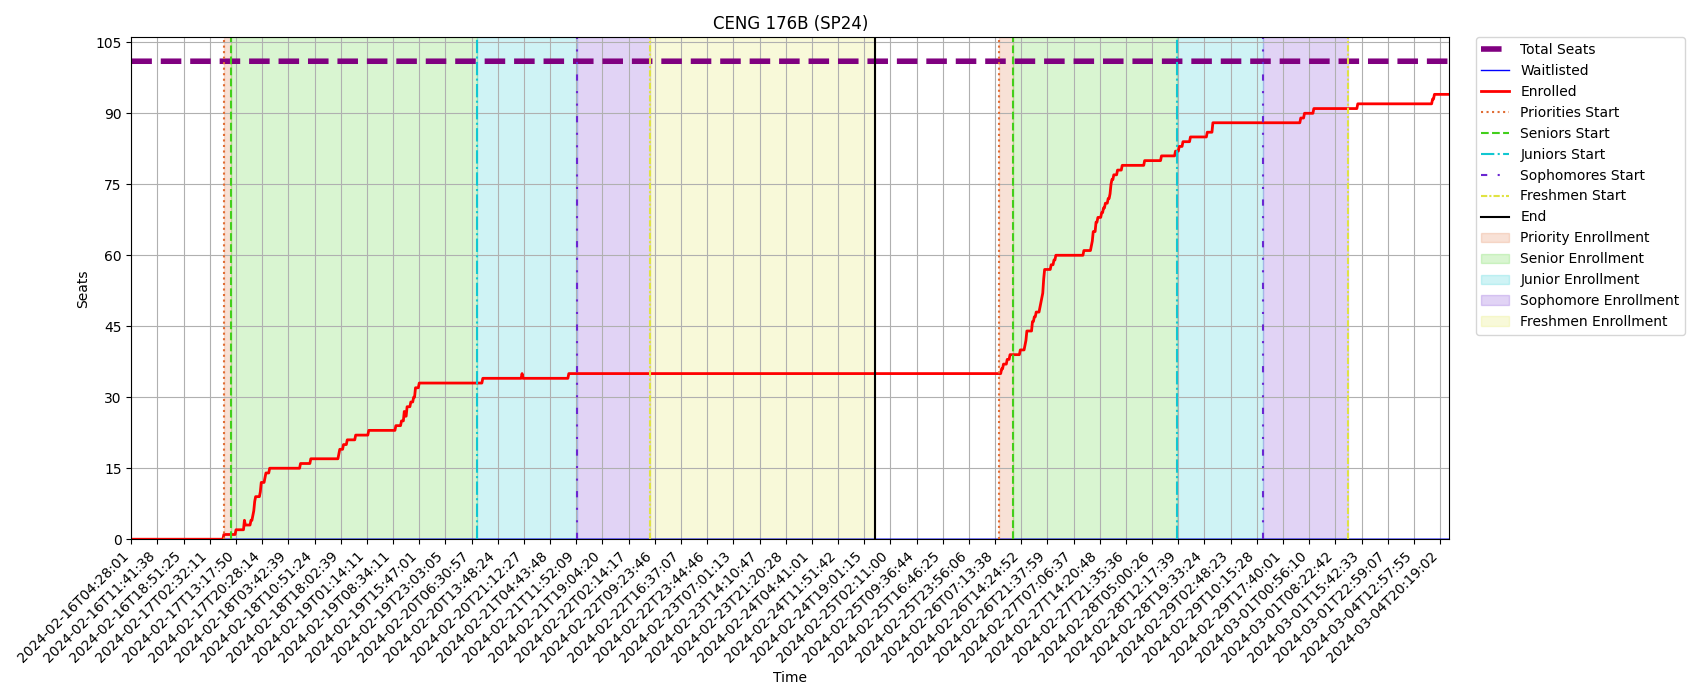 CENG 176B (SP24)
105
90
75
60
45
30
15
0
Seats
2024-02-16T04:28:01
2024-02-16T11:41:38
2024-02-16T18:51:25
2024-02-17T02:32:11
2024-02-17T13:17:50
2024-02-17T20:28:14
2024-02-18T03:42:39
2024-02-18T10:51:24
2024-02-18T18:02:39
2024-02-19T01:14:11
2024-02-19T08:34:11
2024-02-19T15:47:01
2024-02-19T23:03:05
2024-02-20T06:30:57
2024-02-20T13:48:24
2024-02-20T21:12:27
2024-02-21T04:43:48
2024-02-21T11:52:09
2024-02-21T19:04:20
2024-02-22T02:14:17
2024-02-22T09:23:46
2024-02-22T16:37:07
2024-02-22T23:44:46
2024-02-23T07:01:13
2024-02-23T14:10:47
2024-02-23T21:20:28
2024-02-24T04:41:01
2024-02-24T11:51:42
2024-02-24T19:01:15
2024-02-25T02:11:00
2024-02-25T09:36:44
2024-02-25T16:46:25
2024-02-25T23:56:06
2024-02-26T07:13:38
2024-02-26T14:24:52
2024-02-26T21:37:59
2024-02-27T07:06:37
2024-02-27T14:20:48
2024-02-27T21:35:36
2024-02-28T05:00:26
2024-02-28T12:17:39
2024-02-28T19:33:24
2024-02-29T02:48:23
2024-02-29T10:15:28
2024-02-29T17:40:01
2024-03-01T00:56:10
2024-03-01T08:22:42
2024-03-01T15:42:33
2024-03-01T22:59:07
2024-03-04T12:57:55
2024-03-04T20:19:02
Time
Total Seats
Waitlisted
Enrolled
Priorities Start
Seniors Start
Juniors Start
Sophomores Start
Freshmen Start
End
Priority Enrollment
Senior Enrollment
Junior Enrollment
Sophomore Enrollment
Freshmen Enrollment